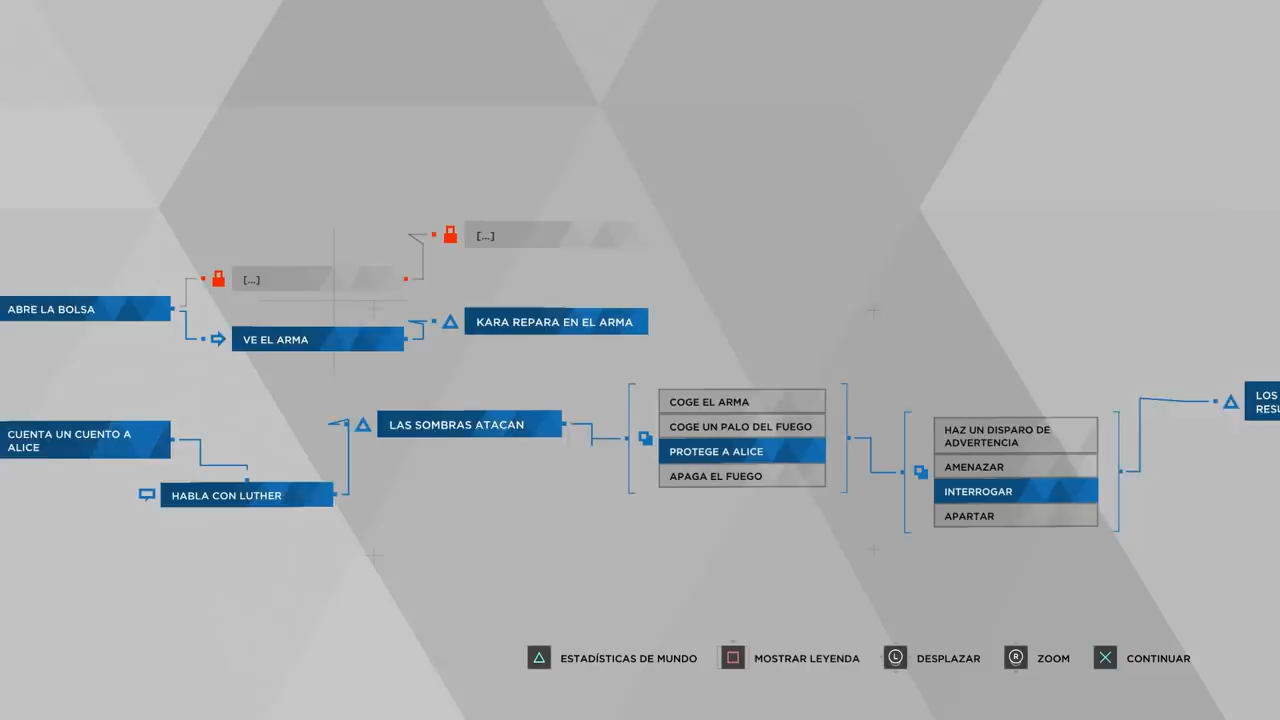 [...]
[...]
ABRE LA BOLSA
KARA REPARA EN EL ARMA
VE EL ARMA
CUENTA UN CUENTO A
ALICE
HABLA CON LUTHER
LAS SOMBRAS ATACAN
COGE EL ARMA
COGE UN PALO DEL FUEGO
PROTEGE A ALICE
APAGA EL FUEGO
HAZ UN DISPARO DE
ADVERTENCIA
AMENAZAR
INTERROGAR
APARTAR
LOS
ESTADÍSTICAS DE MUNDO
MOSTRAR LEYENDA
L
DESPLAZAR
R
ZOOM
CONTINUAR